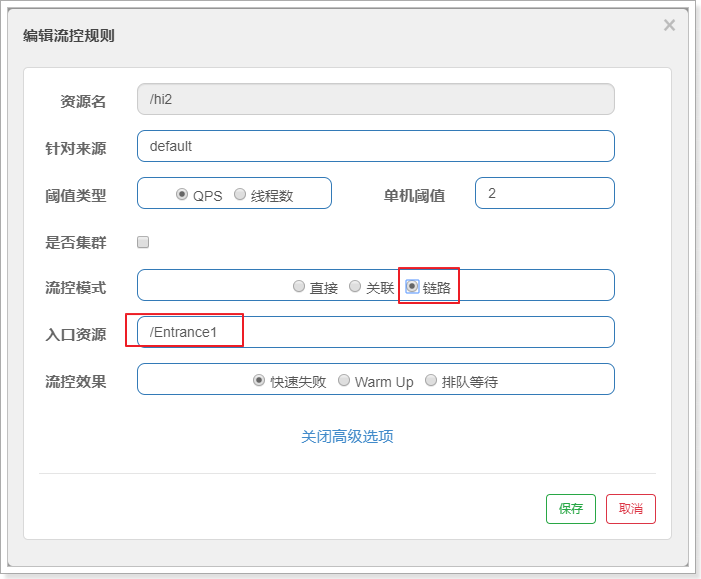 编辑流控规则 ×
资源名 /hi2
针对来源 default
阈值类型 QPS 线程数 单机阈值 2
是否集群
流控模式 直接 关联 链路
入口资源 /Entrance1
流控效果 快速失败 Warm Up 排队等待
关闭高级选项
保存 取消